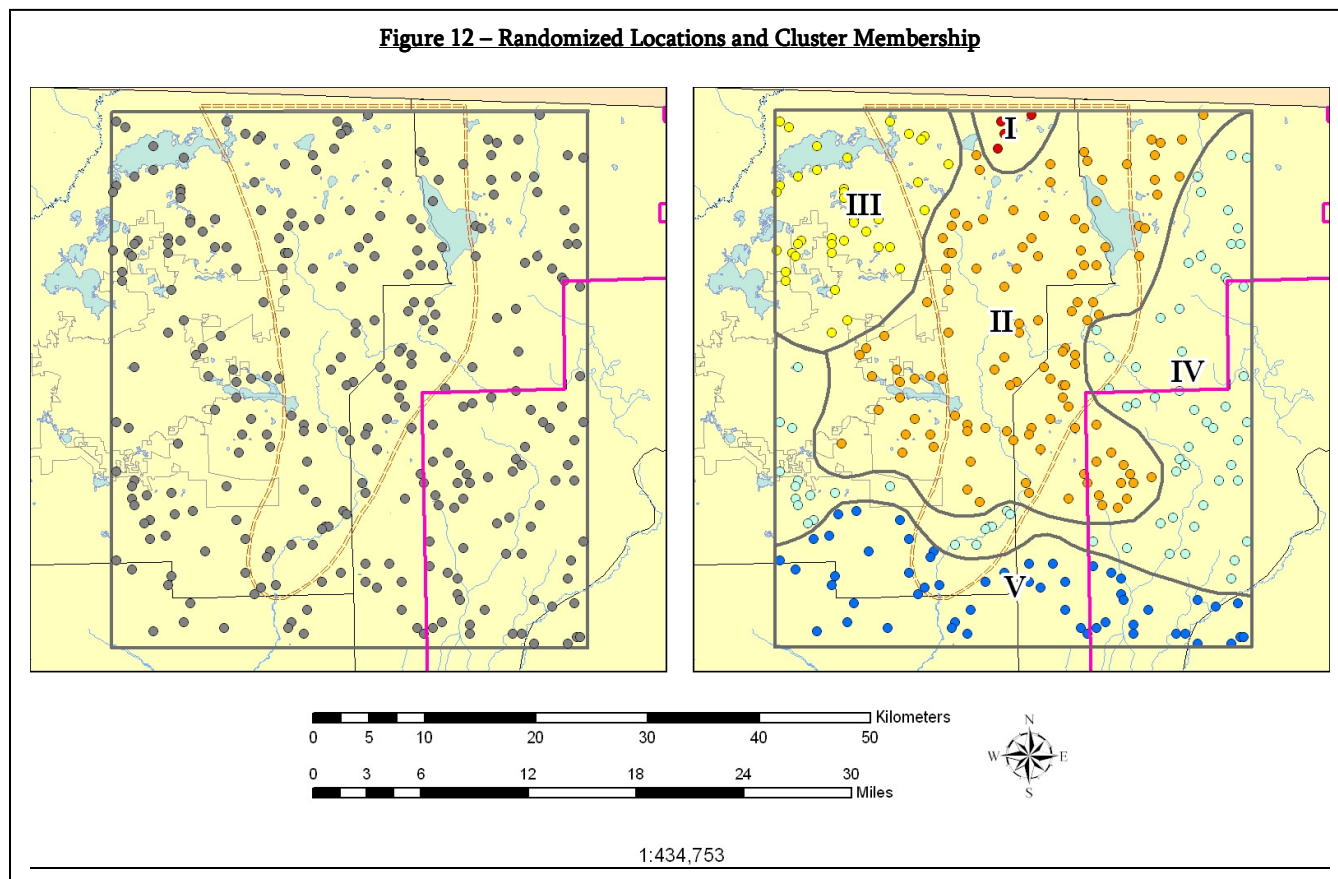 Figure 12 – Randomized Locations and Cluster Membership
I
III
II
IV
V
Kilometers
0 5 10 20 30 40 50
0 3 6 12 18 24 30
Miles
N
W E
S
1:434,753